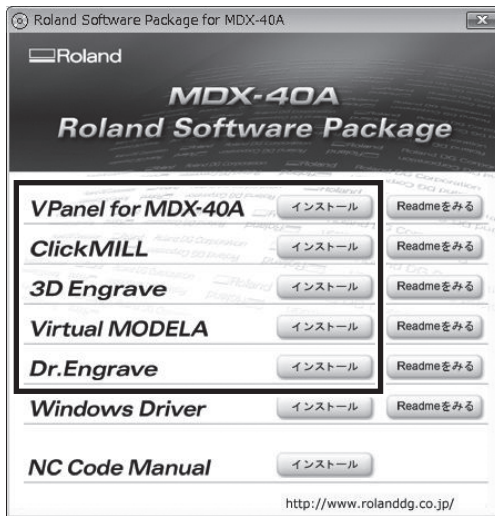 Roland Software Package for MDX-40A
Roland
MDX-40A
Roland Software Package
VPanel for MDX-40A インストール Readmeをみる
ClickMILL インストール Readmeをみる
3D Engrave インストール Readmeをみる
Virtual MODELA インストール Readmeをみる
Dr.Engrave インストール Readmeをみる
Windows Driver インストール Readmeをみる
NC Code Manual インストール
http://www.rolanddg.co.jp/